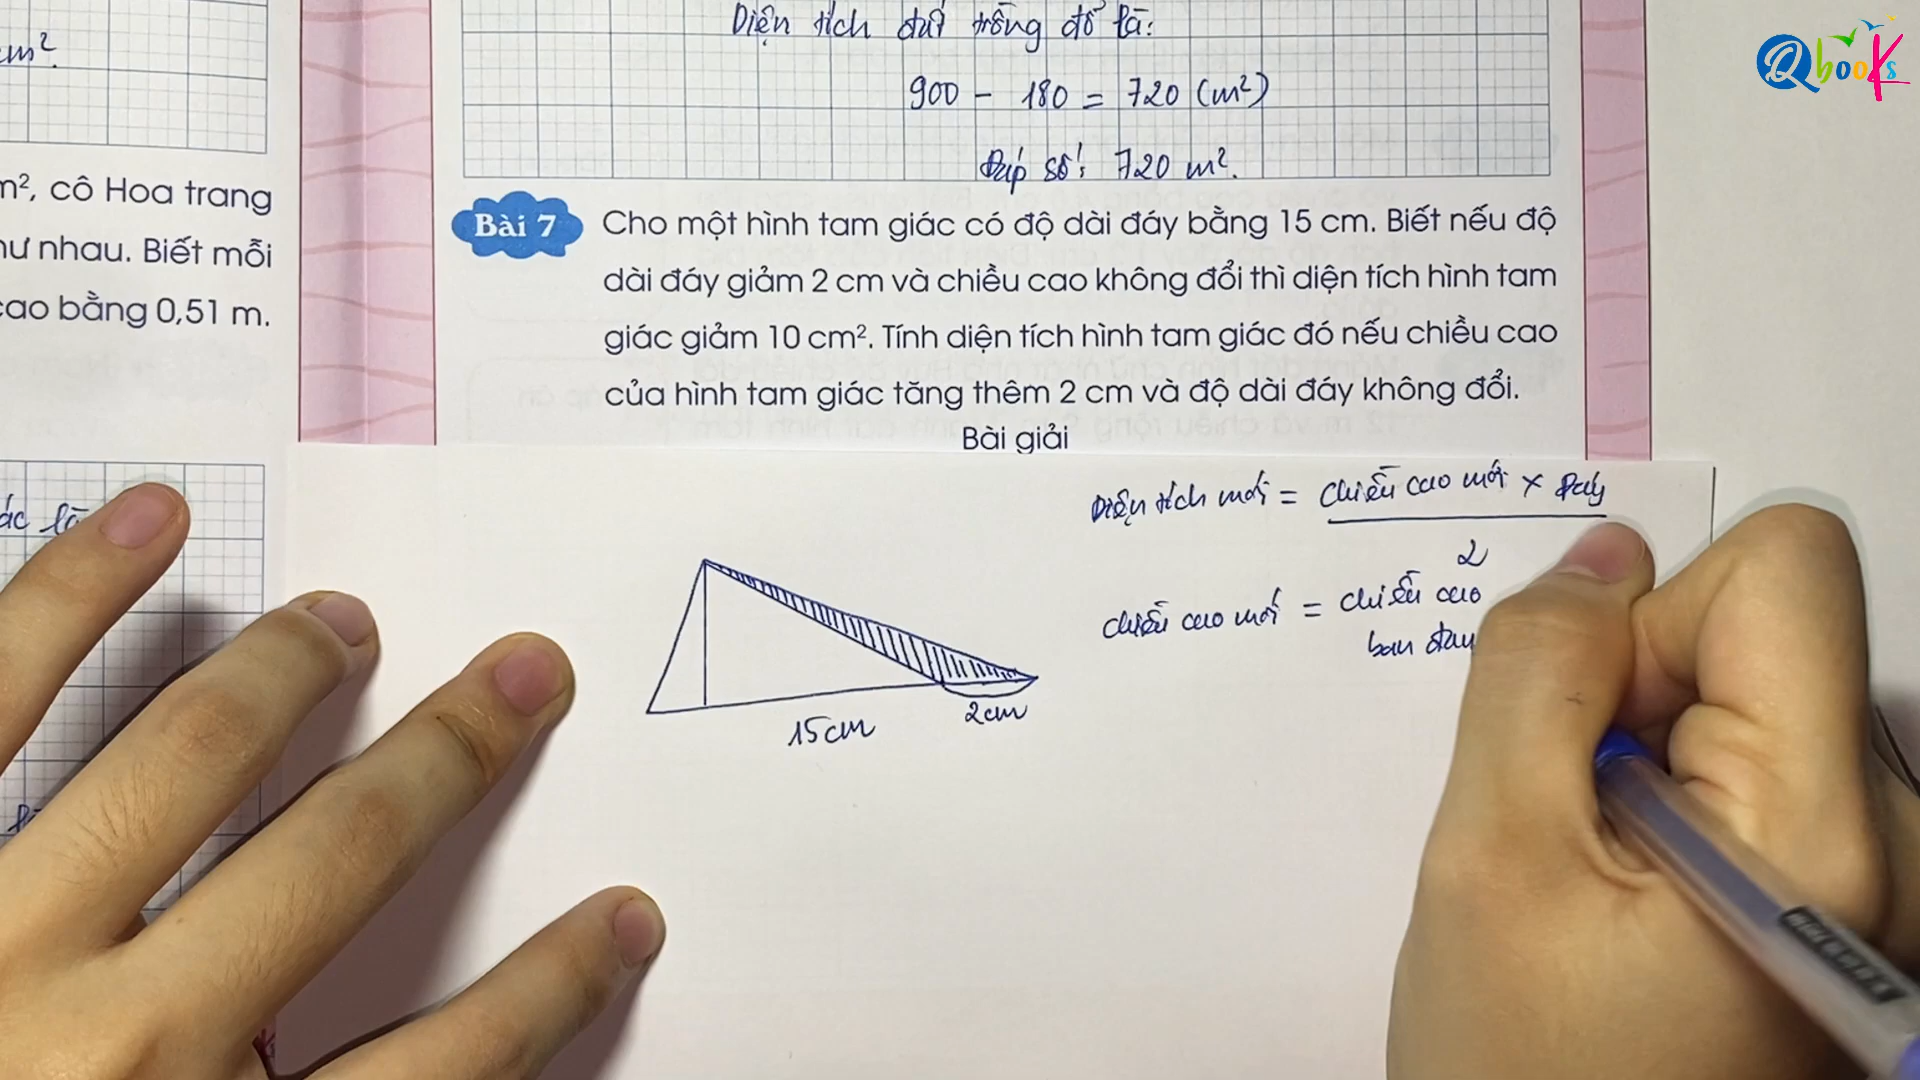 cm².
m², cô Hoa trang
như nhau. Biết mỗi
cao bằng 0,51 m.
Diện tích đất trồng đỗ là:
900 - 180 = 720 (m²)
Đáp số: 720 m².
Qbooks
Bài 7 Cho một hình tam giác có độ dài đáy bằng 15 cm. Biết nếu độ
dài đáy giảm 2 cm và chiều cao không đổi thì diện tích hình tam
giác giảm 10 cm². Tính diện tích hình tam giác đó nếu chiều cao
của hình tam giác tăng thêm 2 cm và độ dài đáy không đổi.
Bài giải
Diện tích mới = chiều cao mới × Đáy
2
chiều cao mới = chiều cao
ban đầu
15cm
2cm